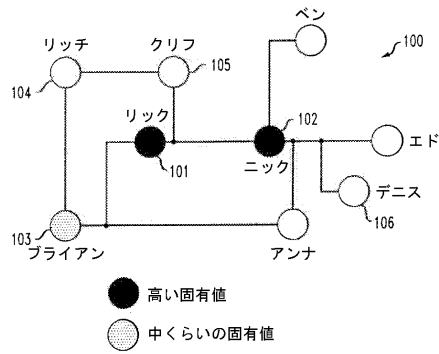 ベン
100
リッチ
クリフ
104
105
リック
102
101
ニック
エド
デニス
103
106
ブライアン
アンナ
高い固有値
中くらいの固有値